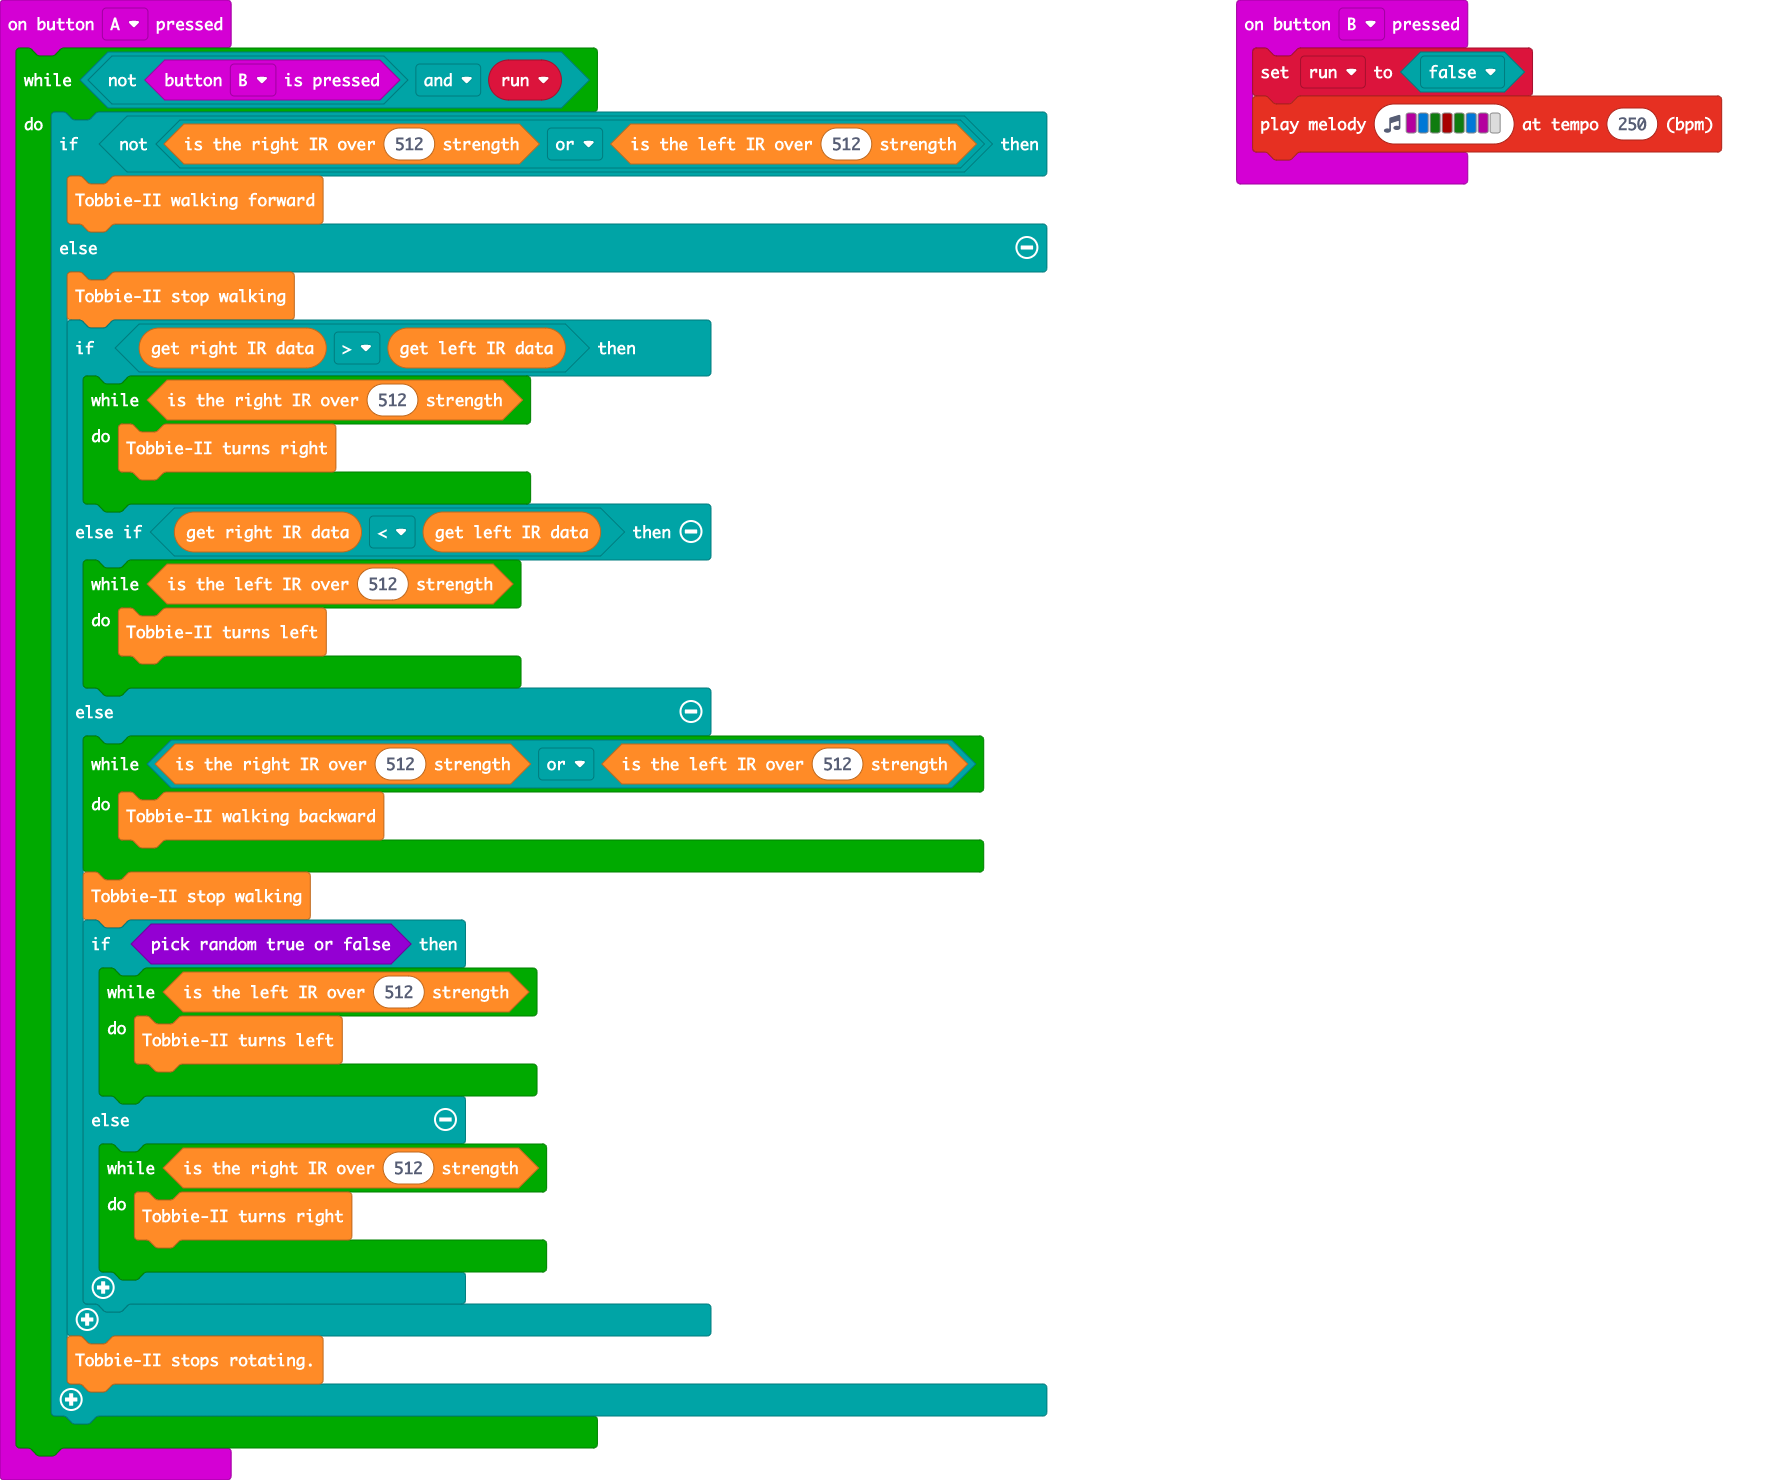 on button A pressed
while not button B is pressed and run
do
if not is the right IR over 512 strength or is the left IR over 512 strength then
Tobbie-II walking forward
else
Tobbie-II stop walking
if get right IR data > get left IR data then
while is the right IR over 512 strength
do
Tobbie-II turns right
else if get right IR data < get left IR data then
while is the left IR over 512 strength
do
Tobbie-II turns left
else
while is the right IR over 512 strength or is the left IR over 512 strength
do
Tobbie-II walking backward
Tobbie-II stop walking
if pick random true or false then
while is the left IR over 512 strength
do
Tobbie-II turns left
else
while is the right IR over 512 strength
do
Tobbie-II turns right
Tobbie-II stops rotating.
on button B pressed
set run to false
play melody at tempo 250 (bpm)